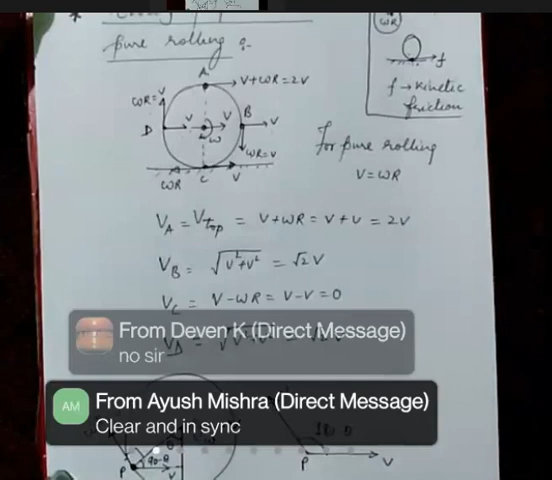 pure rolling :-
A
V+ωR = 2V
ωR=V
V
V
B
V
D
ω
ωR=V
ωR
C
V
ωR
f
f → kinetic
friction
For pure rolling
V = ωR
V_A = V_top = V+ωR = V+V = 2V
V_B = √V²+V² = √2 V
V_C = V-ωR = V-V = 0
From Deven K (Direct Message)
no sir
V_D =
AM
From Ayush Mishra (Direct Message)
Clear and in sync
θ
90-θ
P
V
P
V